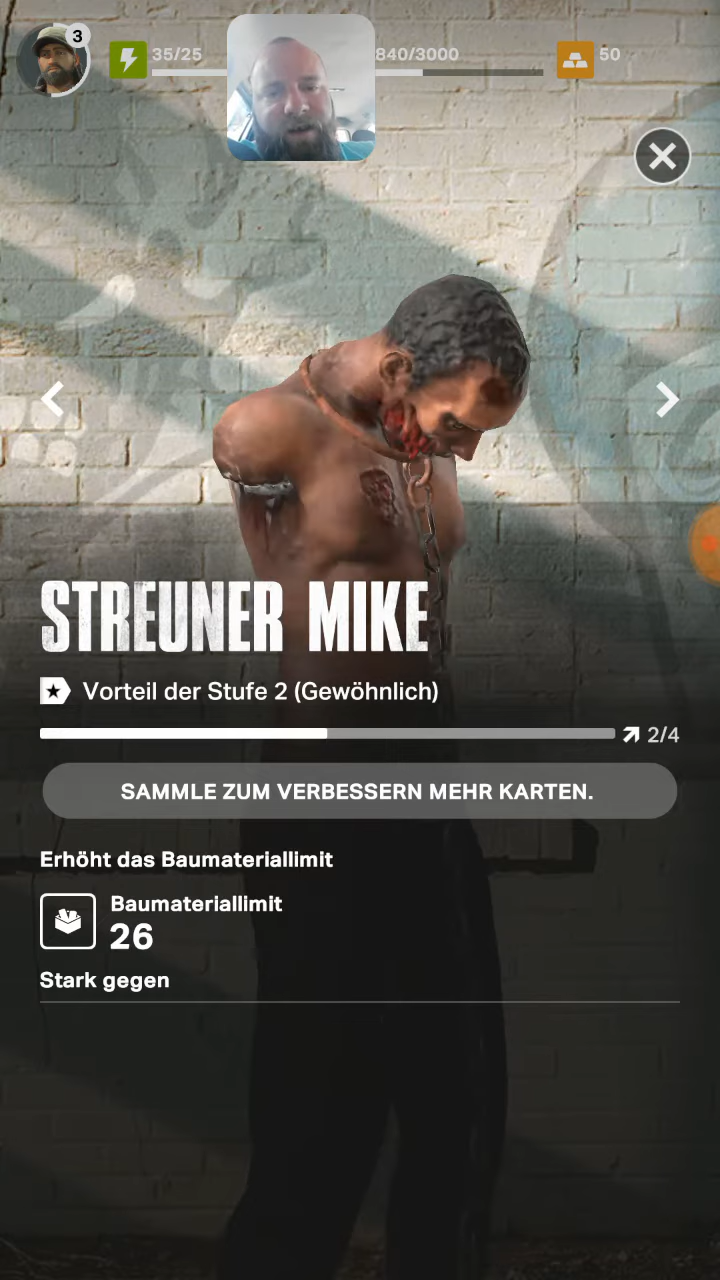 3
35/25
840/3000
50
STREUNER MIKE
Vorteil der Stufe 2 (Gewöhnlich)
2/4
SAMMLE ZUM VERBESSERN MEHR KARTEN.
Erhöht das Baumateriallimit
Baumateriallimit
26
Stark gegen